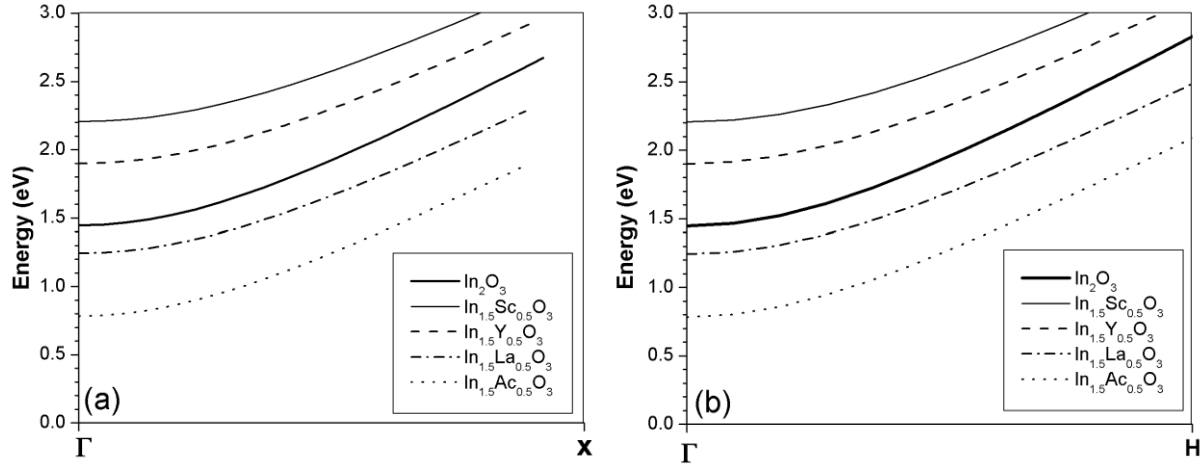 3.0
2.5
2.0
1.5
1.0
0.5
0.0
Energy (eV)
In₂O₃
In₁.₅Sc₀.₅O₃
In₁.₅Y₀.₅O₃
In₁.₅La₀.₅O₃
In₁.₅Ac₀.₅O₃
(a)
Γ X
3.0
2.5
2.0
1.5
1.0
0.5
0.0
Energy (eV)
In₂O₃
In₁.₅Sc₀.₅O₃
In₁.₅Y₀.₅O₃
In₁.₅La₀.₅O₃
In₁.₅Ac₀.₅O₃
(b)
Γ H